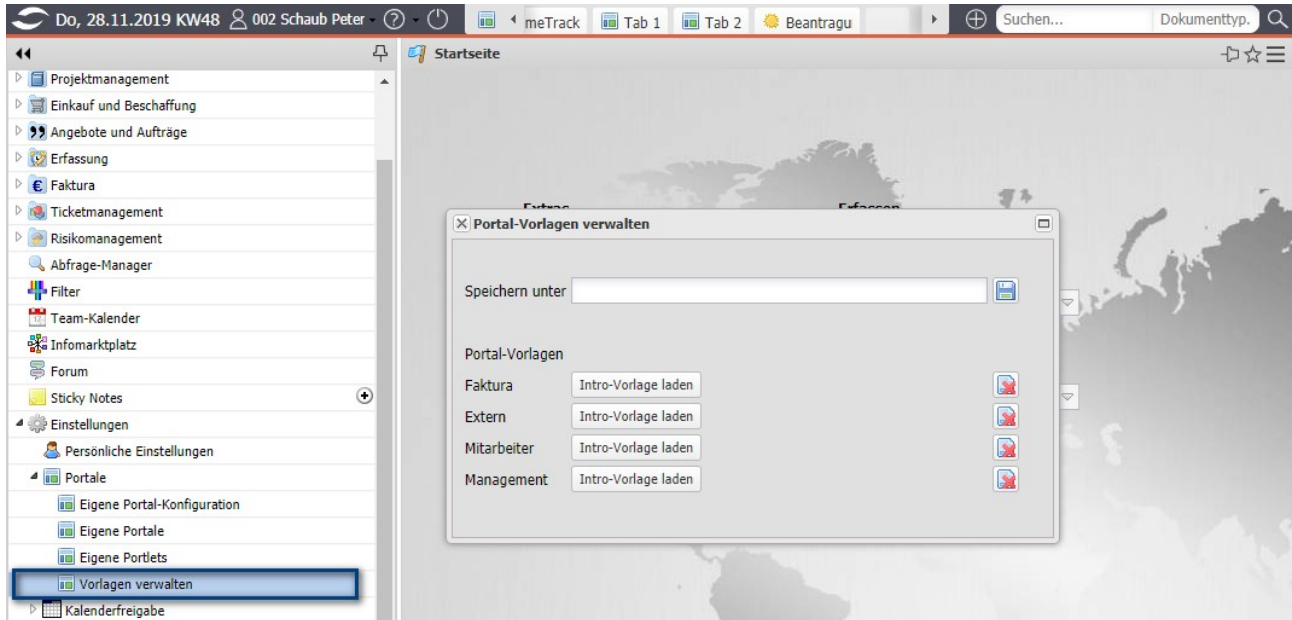 Do, 28.11.2019 KW48 002 Schaub Peter
meTrack
Tab 1
Tab 2
Beantragu
Suchen...
Dokumenttyp.
Startseite
Projektmanagement
Einkauf und Beschaffung
Angebote und Aufträge
Erfassung
Faktura
Ticketmanagement
Risikomanagement
Abfrage-Manager
Filter
Team-Kalender
Infomarktplatz
Forum
Sticky Notes
Einstellungen
Persönliche Einstellungen
Portale
Eigene Portal-Konfiguration
Eigene Portale
Eigene Portlets
Vorlagen verwalten
Kalenderfreigabe
Extras
Erfassen
Portal-Vorlagen verwalten
Speichern unter
Portal-Vorlagen
Faktura Intro-Vorlage laden
Extern Intro-Vorlage laden
Mitarbeiter Intro-Vorlage laden
Management Intro-Vorlage laden